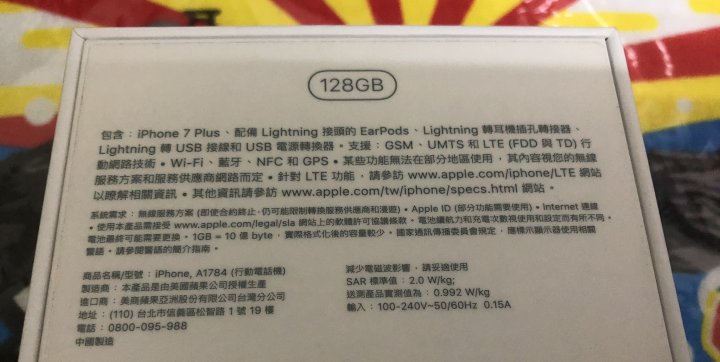 128GB
包含：iPhone 7 Plus、配備 Lightning 接頭的 EarPods、Lightning 轉耳機插孔轉接器、
Lightning 轉 USB 接線和 USB 電源轉換器。支援：GSM、UMTS 和 LTE (FDD 與 TD) 行
動網路技術・Wi-Fi、藍牙、NFC 和 GPS・某些功能無法在部分地區使用，其內容視您的無線
服務方案和服務供應商網路而定。針對 LTE 功能，請參訪 www.apple.com/iphone/LTE 網站
以瞭解相關資訊。其他資訊請參訪 www.apple.com/tw/iphone/specs.html 網站。
系統需求：無線服務方案 (即使合約終止，仍可能限制轉換服務供應商和漫遊)・Apple ID (部分功能需使用)・Internet 連線
・使用本產品需接受 www.apple.com/legal/sla 網站上的軟體許可協議條款。電池續航力和充電次數視使用和設定而有所不同。
電池最終可能需要更換。1GB = 10 億 byte，實際格式化後的容量較少。國家通訊傳播委員會規定，應標示顯示器使用相關
警語。請參閱警語的簡介指南。
商品名稱/型號：iPhone, A1784 (行動電話機)
製造商：本產品是由美國蘋果公司授權生產
進口商：美商蘋果亞洲股份有限公司台灣分公司
地址：(110) 台北市信義區松智路 1 號 19 樓
電話：0800-095-988
中國製造
減少電磁波影響，請妥適使用
SAR 標準值：2.0 W/kg;
送測產品實測值為：0.992 W/kg
輸入：100-240V~50/60Hz 0.15A